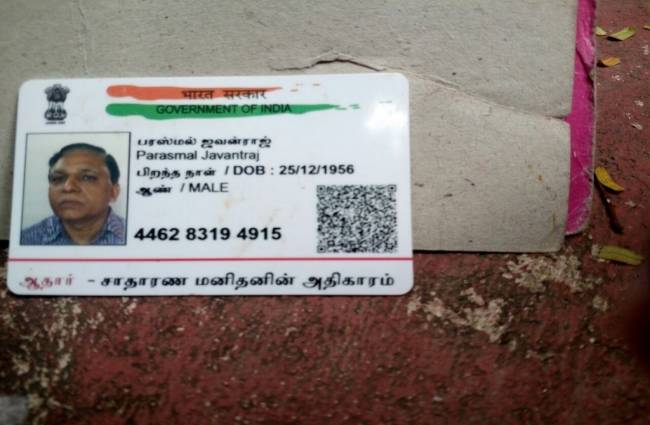 भारत सरकार
GOVERNMENT OF INDIA
பரஸ்மல் ஜவன்ராஜ்
Parasmal Javantraj
பிறந்த நாள் / DOB : 25/12/1956
ஆண் / MALE
4462 8319 4915
ஆதார் - சாதாரண மனிதனின் அதிகாரம்